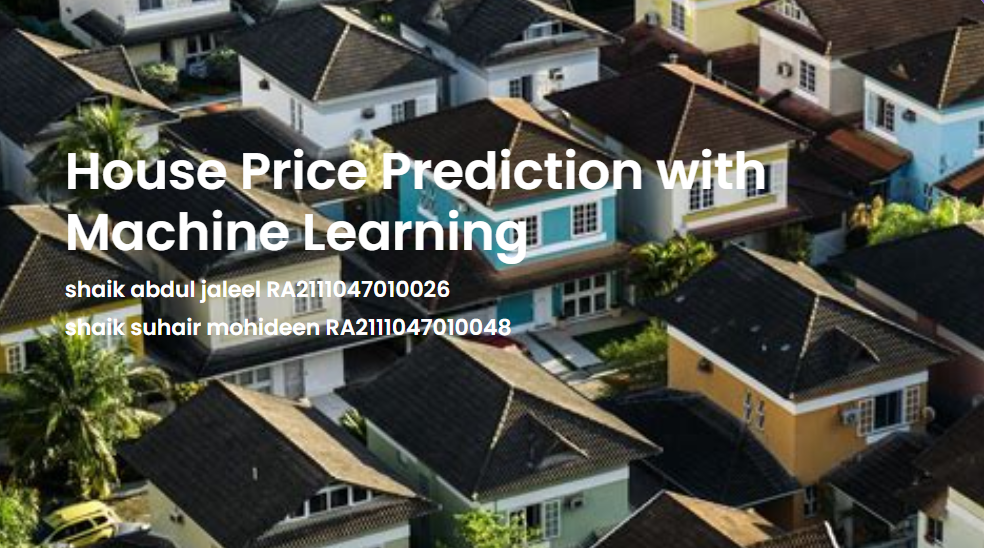 House Price Prediction with
Machine Learning
shaik abdul jaleel RA2111047010026
shaik suhair mohideen RA2111047010048